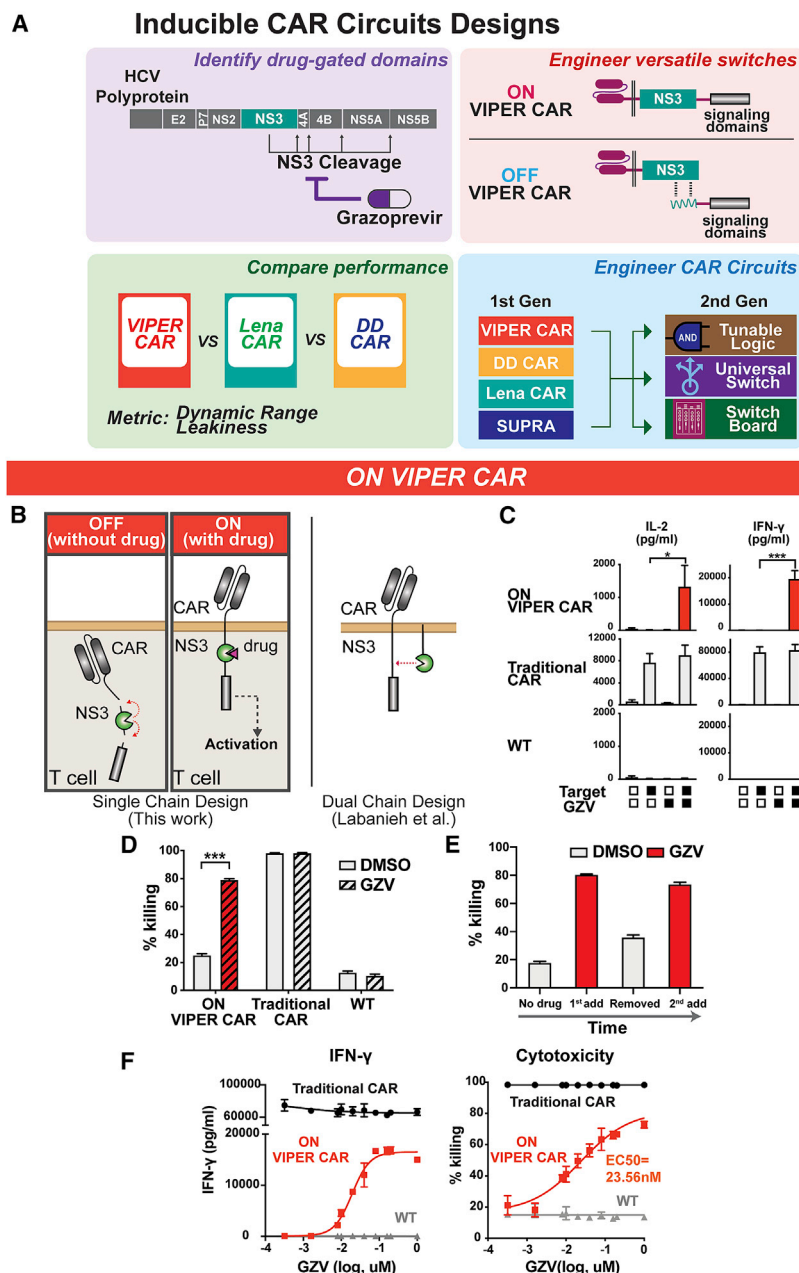 A
Inducible CAR Circuits Designs
Identify drug-gated domains
HCV
Polyprotein
E2
P7
NS2
NS3
4A
4B
NS5A
NS5B
NS3 Cleavage
Grazoprevir
Engineer versatile switches
ON
VIPER CAR
NS3
signaling
domains
OFF
VIPER CAR
NS3
signaling
domains
Compare performance
VIPER
CAR
VS
Lena
CAR
VS
DD
CAR
Metric: Dynamic Range
Leakiness
Engineer CAR Circuits
1st Gen
2nd Gen
VIPER CAR
DD CAR
Lena CAR
SUPRA
AND
Tunable
Logic
Universal
Switch
Switch
Board
ON VIPER CAR
B
OFF
(without drug)
ON
(with drug)
CAR
NS3
T cell
CAR
NS3
drug
Activation
T cell
CAR
NS3
Single Chain Design
(This work)
Dual Chain Design
(Labanieh et al.)
C
IL-2
(pg/ml)
IFN-γ
(pg/ml)
ON
VIPER CAR
2000
1000
0
*
20000
10000
0
***
Traditional
CAR
12000
8000
4000
0
80000
40000
0
WT
2000
1000
0
20000
10000
0
Target
GZV
D
% killing
100
80
60
40
20
0
***
DMSO
GZV
ON
VIPER CAR
Traditional
CAR
WT
E
% killing
100
80
60
40
20
0
DMSO
GZV
No drug
1st add
Removed
2nd add
Time
F
IFN-γ
IFN-γ (pg/ml)
100000
60000
20000
10000
0
Traditional CAR
ON
VIPER CAR
WT
-4 -3 -2 -1 0
GZV (log, uM)
Cytotoxicity
% killing
100
80
60
40
20
0
Traditional CAR
ON
VIPER CAR
EC50=
23.56nM
WT
-4 -3 -2 -1 0
GZV(log, uM)